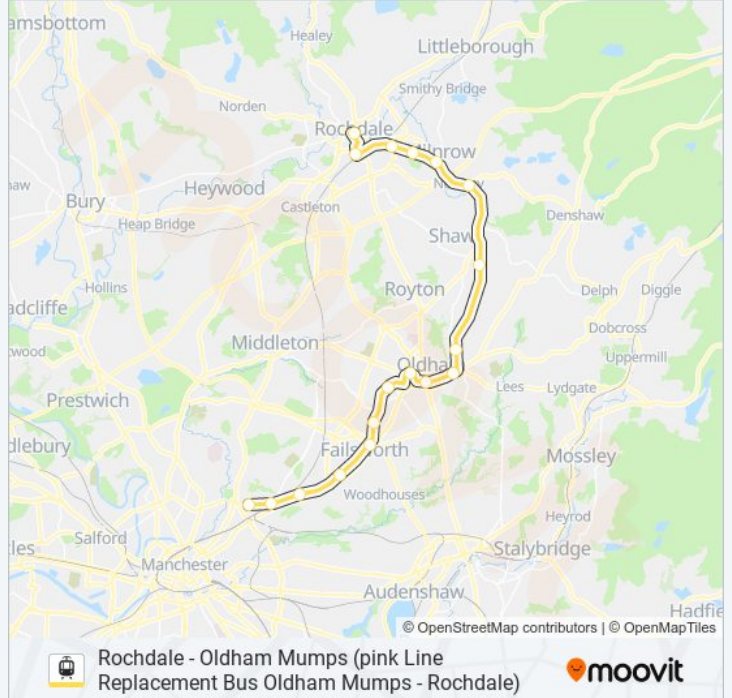 amsbottom
Healey
Littleborough
Smithy Bridge
Norden
Rochdale
Milnrow
aw
Heywood
Bury
Castleton
Denshaw
Heap Bridge
Shaw
Hollins
Royton
Delph Diggle
adcliffe
Dobcross
twood
Middleton
Uppermill
Oldha
Lees Lydgate
Prestwich
dlebury
Failsworth
Mossley
Woodhouses
Heyrod
Salford
les
Stalybridge
Manchester
Audenshaw
Hadfie
© OpenStreetMap contributors | © OpenMapTiles
Rochdale - Oldham Mumps (pink Line
Replacement Bus Oldham Mumps - Rochdale)
moovit